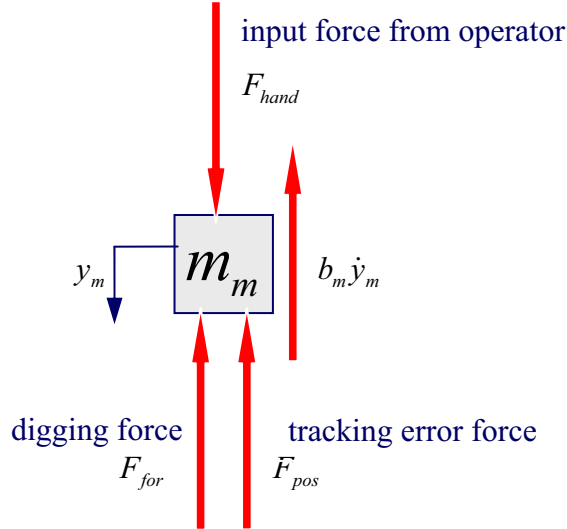 input force from operator
F_hand
y_m
m_m
b_m ẏ_m
digging force
tracking error force
F_for
F_pos